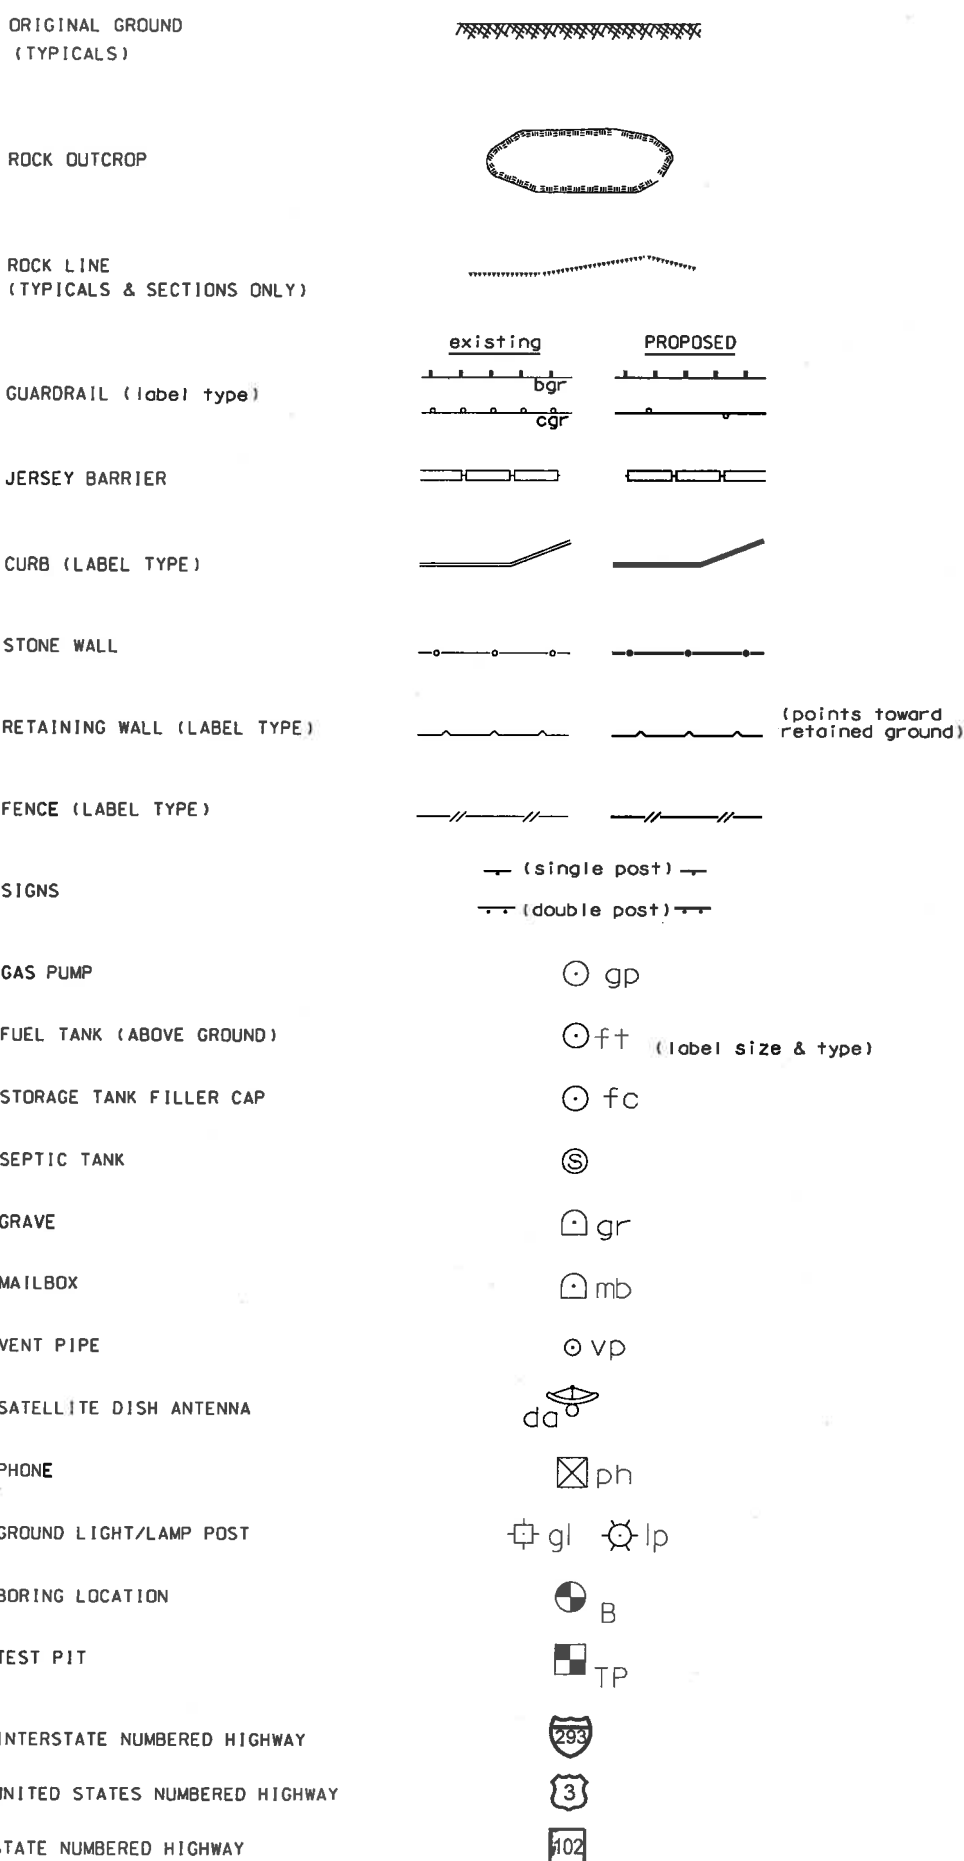 ORIGINAL GROUND
(TYPICALS)
ROCK OUTCROP
ROCK LINE
(TYPICALS & SECTIONS ONLY)
existing PROPOSED
GUARDRAIL (label type)
bgr
cgr
JERSEY BARRIER
CURB (LABEL TYPE)
STONE WALL
RETAINING WALL (LABEL TYPE)
(points toward
retained ground)
FENCE (LABEL TYPE)
SIGNS
(single post)
(double post)
GAS PUMP gp
FUEL TANK (ABOVE GROUND) ft (label size & type)
STORAGE TANK FILLER CAP fc
SEPTIC TANK S
GRAVE gr
MAILBOX mb
VENT PIPE vp
SATELLITE DISH ANTENNA da
PHONE ph
GROUND LIGHT/LAMP POST gl lp
BORING LOCATION B
TEST PIT TP
INTERSTATE NUMBERED HIGHWAY 293
UNITED STATES NUMBERED HIGHWAY 3
STATE NUMBERED HIGHWAY 102